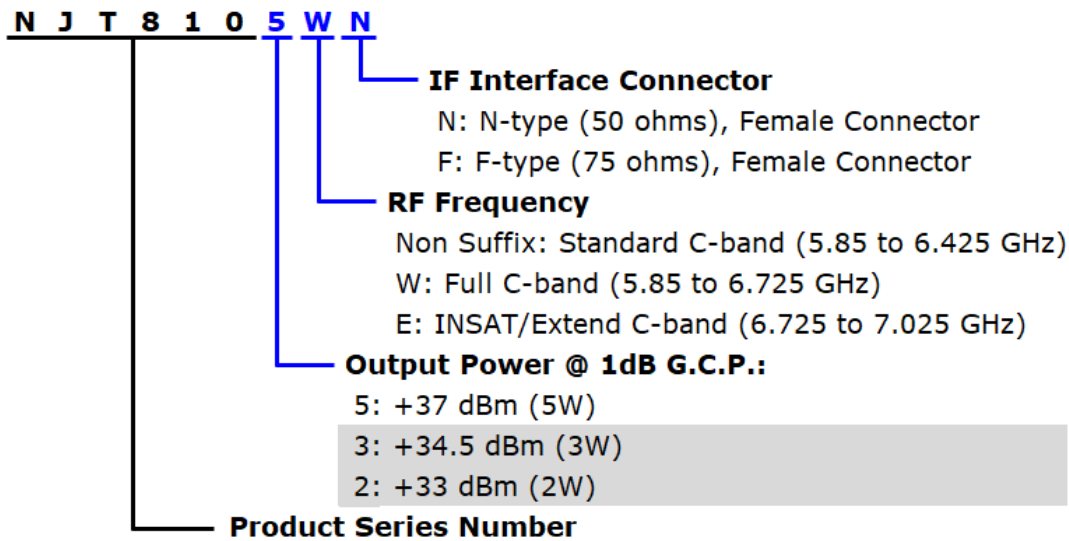 N J T 8 1 0 5 W N
IF Interface Connector
N: N-type (50 ohms), Female Connector
F: F-type (75 ohms), Female Connector
RF Frequency
Non Suffix: Standard C-band (5.85 to 6.425 GHz)
W: Full C-band (5.85 to 6.725 GHz)
E: INSAT/Extend C-band (6.725 to 7.025 GHz)
Output Power @ 1dB G.C.P.:
5: +37 dBm (5W)
3: +34.5 dBm (3W)
2: +33 dBm (2W)
Product Series Number